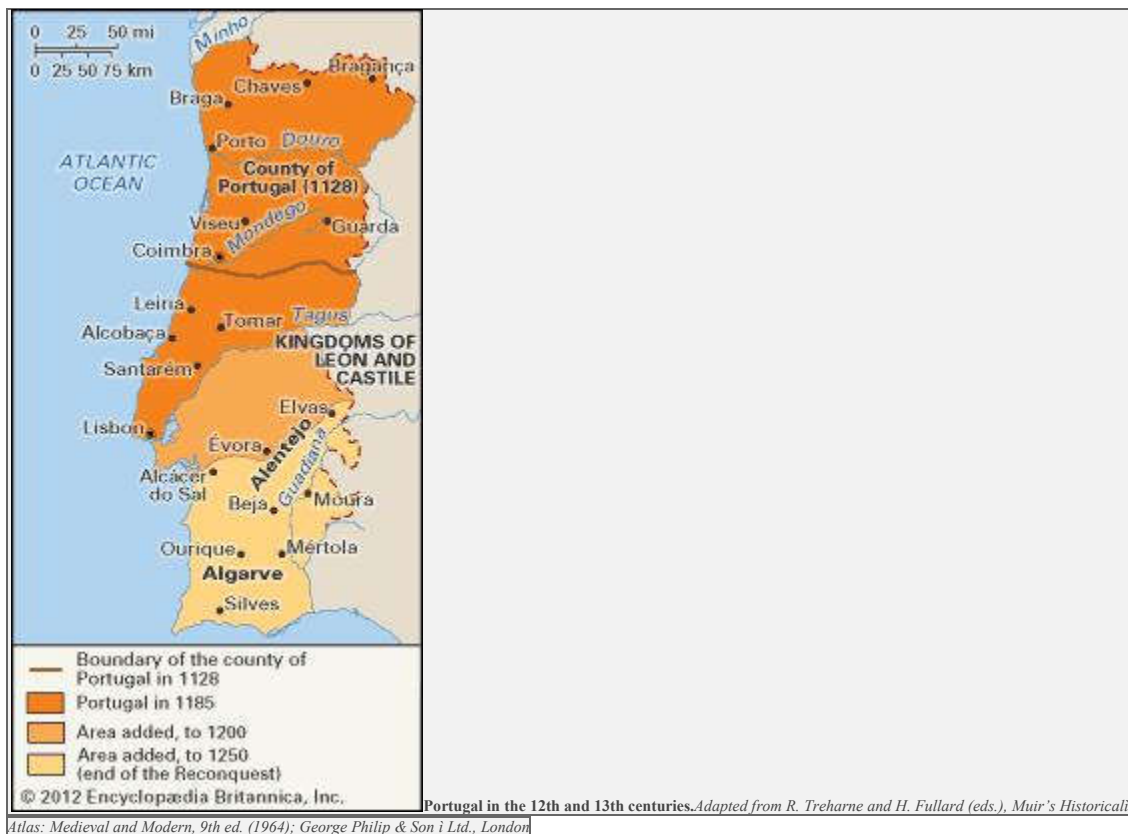 0 25 50 mi
0 25 50 75 km
Minho
Bragança
Chaves
Braga
Porto Douro
ATLANTIC
OCEAN
County of
Portugal (1128)
Viseu
Mondego
Guarda
Coimbra
Leiria
Tomar Tagus
Alcobaça
KINGDOMS OF
LEON AND
CASTILE
Santarém
Elvas
Lisbon
Évora
Alentejo
Guadiana
Alcácer
do Sal
Beja
Moura
Ourique
Mértola
Algarve
Silves
Boundary of the county of
Portugal in 1128
Portugal in 1185
Area added, to 1200
Area added, to 1250
(end of the Reconquest)
© 2012 Encyclopædia Britannica, Inc.
Portugal in the 12th and 13th centuries.Adapted from R. Treharne and H. Fullard (eds.), Muir's Historicali
Atlas: Medieval and Modern, 9th ed. (1964); George Philip & Son ì Ltd., London